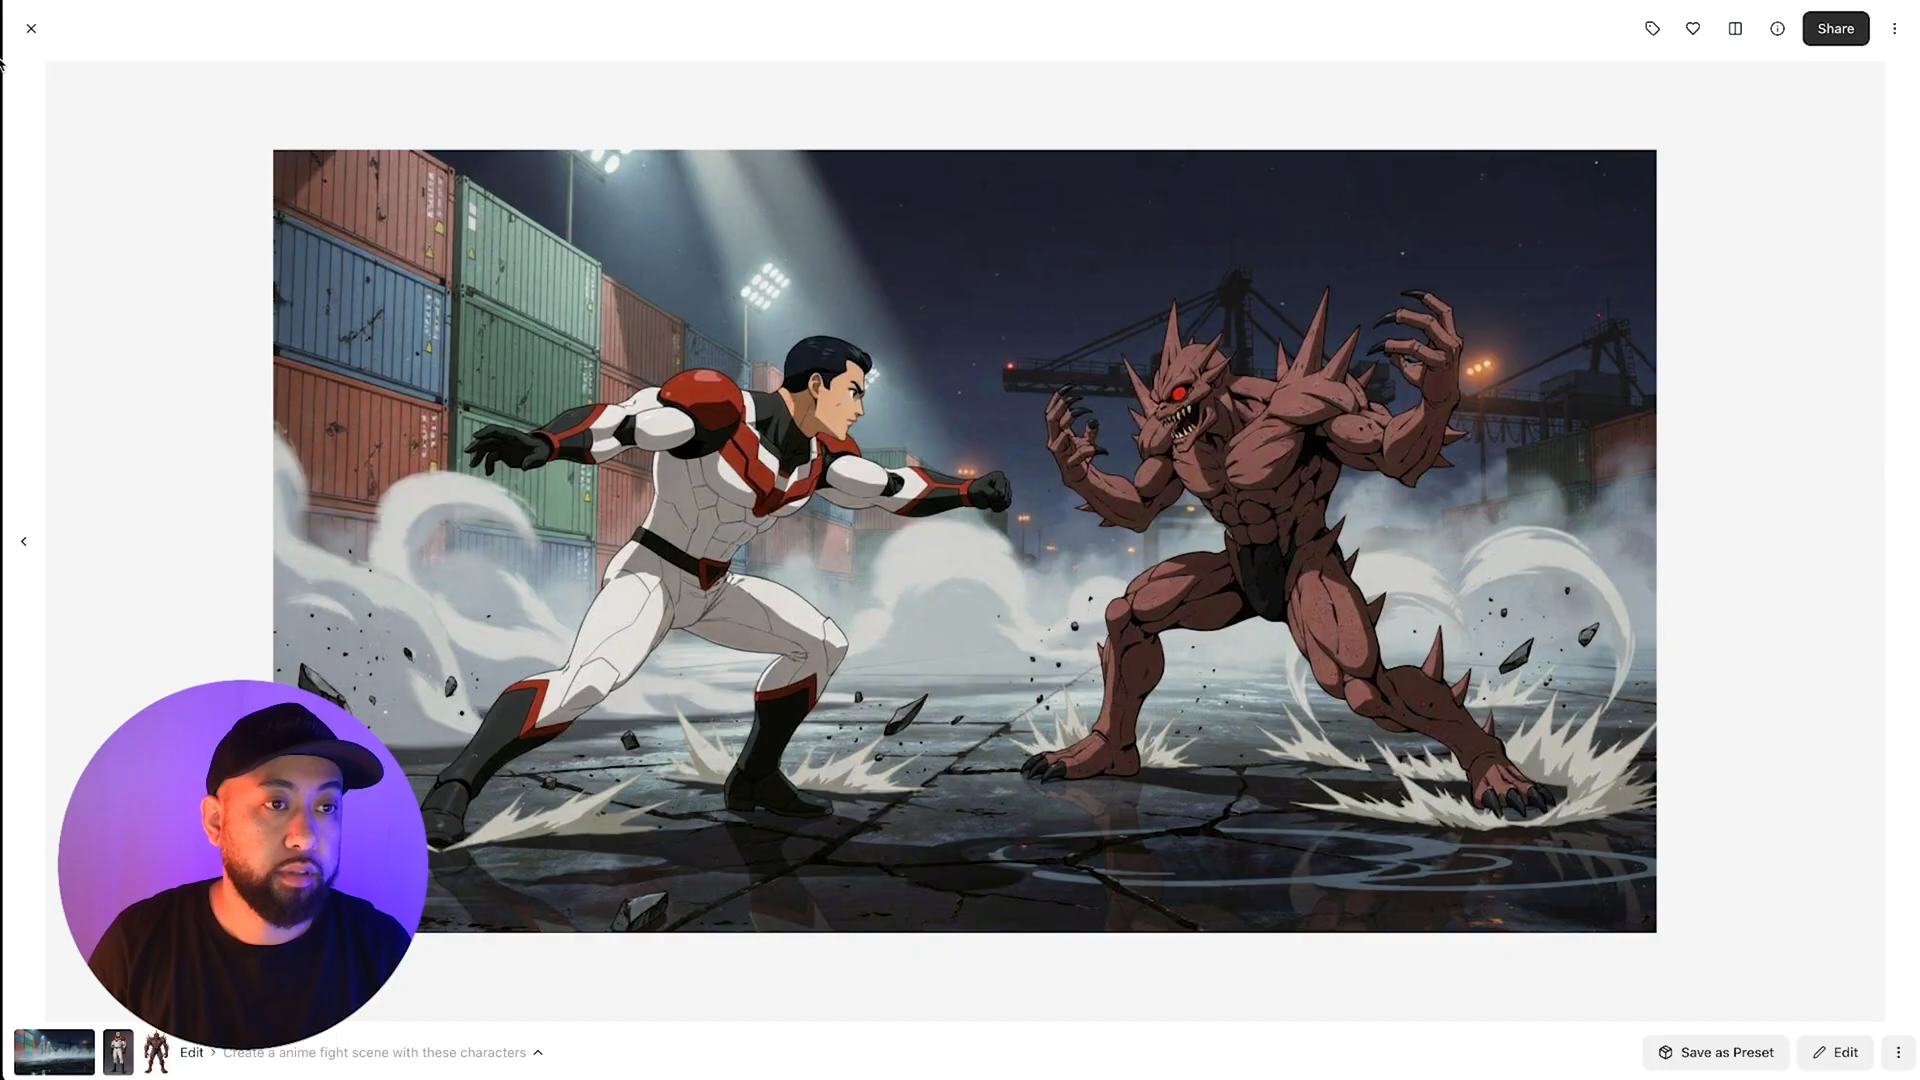 Share
Edit > Create a anime fight scene with these characters
Save as Preset
Edit